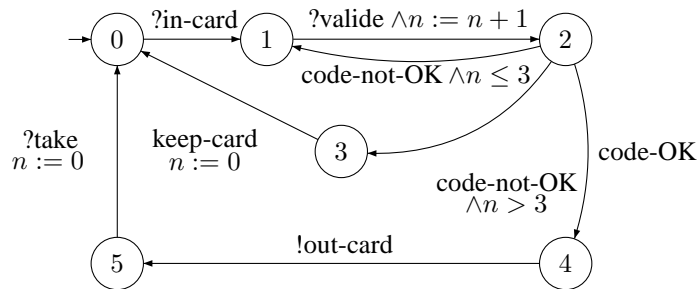 ?in-card
?valide ∧n := n + 1
0
1
2
code-not-OK ∧n ≤ 3
?take
n := 0
keep-card
n := 0
3
code-OK
code-not-OK
∧n > 3
!out-card
5
4